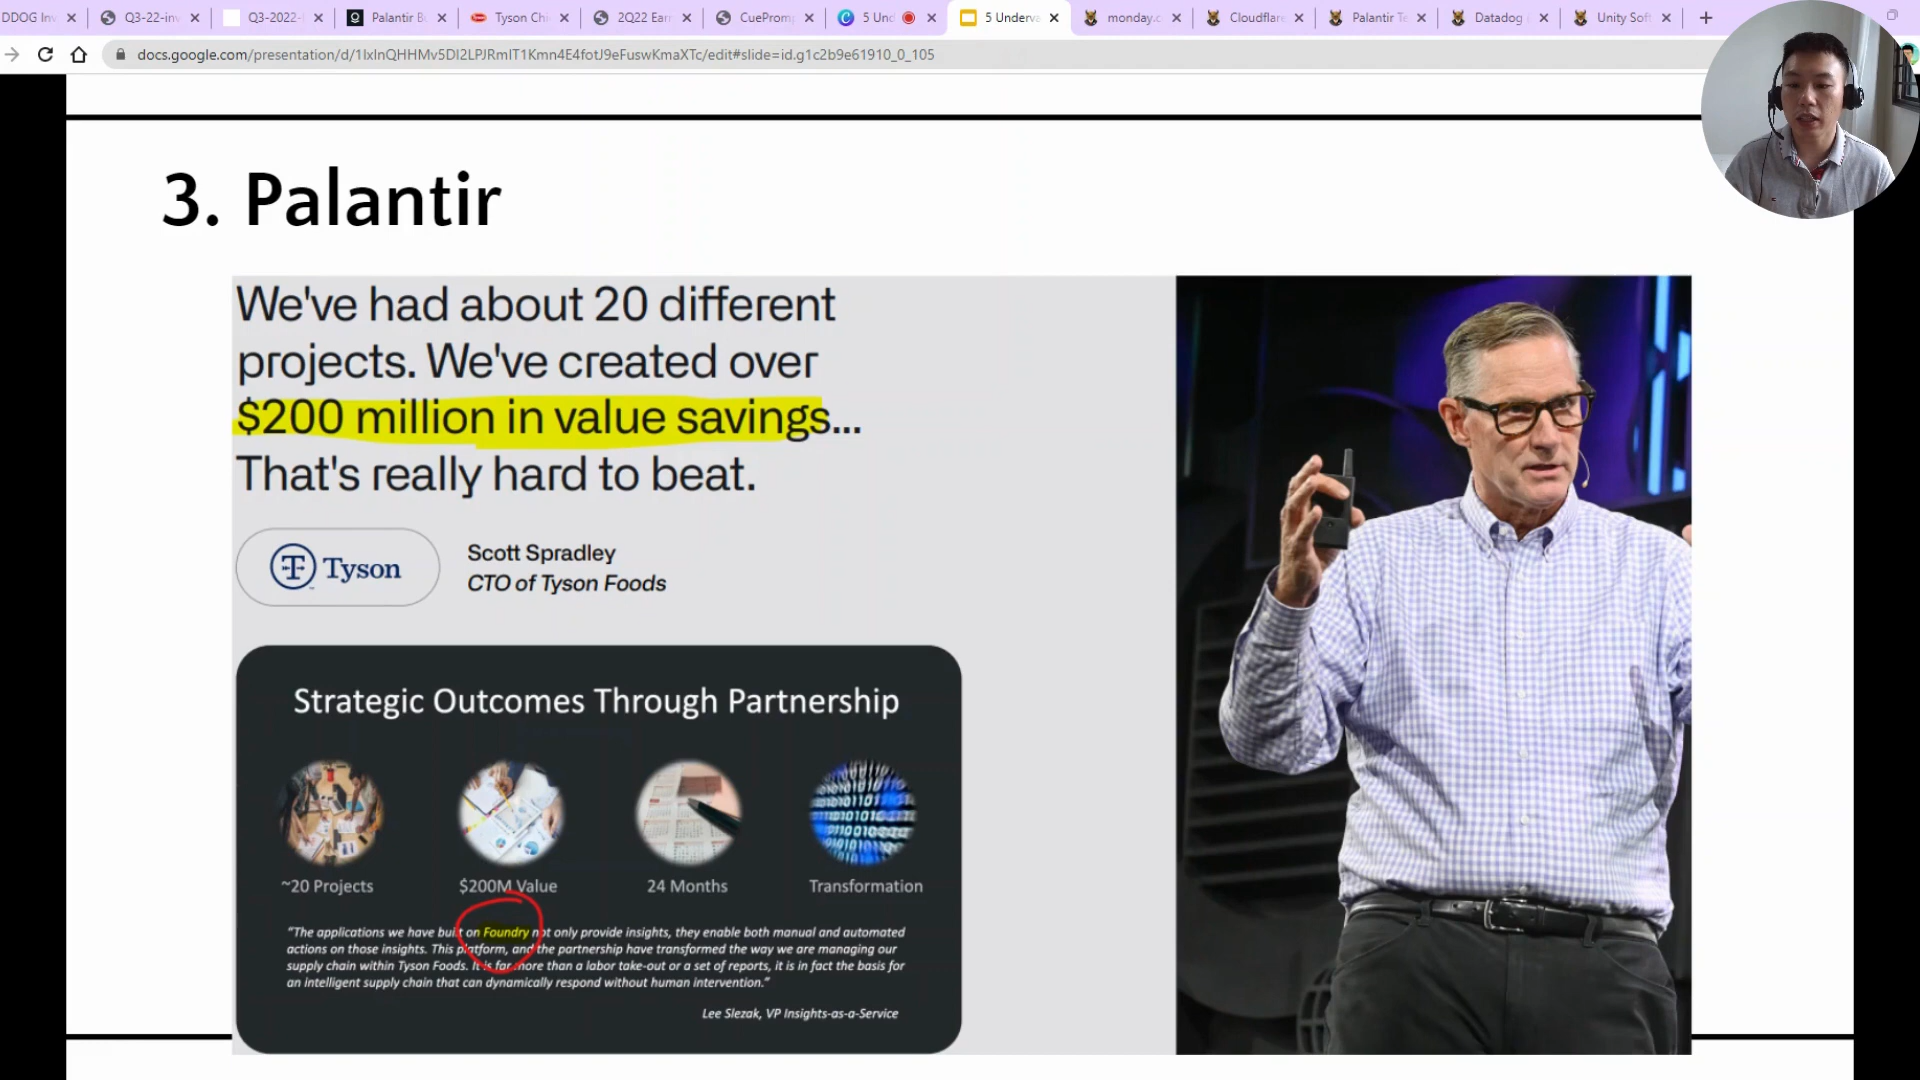 DDOG Inv
Q3-22-inv
Q3-2022-
Palantir Bu
Tyson Chi
2Q22 Earn
CueProm
5 Und
5 Underva
monday.c
Cloudflare
Palantir Te
Datadog
Unity Soft
docs.google.com/presentation/d/1IxlnQHHMv5DI2LPJRmIT1Kmn4E4fotJ9eFuswKmaXTc/edit#slide=id.g1c2b9e61910_0_105
3. Palantir
We've had about 20 different
projects. We've created over
$200 million in value savings...
That's really hard to beat.
Tyson
Scott Spradley
CTO of Tyson Foods
Strategic Outcomes Through Partnership
~20 Projects
$200M Value
24 Months
Transformation
"The applications we have built on Foundry not only provide insights, they enable both manual and automated
actions on those insights. This platform, and the partnership have transformed the way we are managing our
supply chain within Tyson Foods. It is far more than a labor take-out or a set of reports, it is in fact the basis for
an intelligent supply chain that can dynamically respond without human intervention."
Lee Slezak, VP Insights-as-a-Service